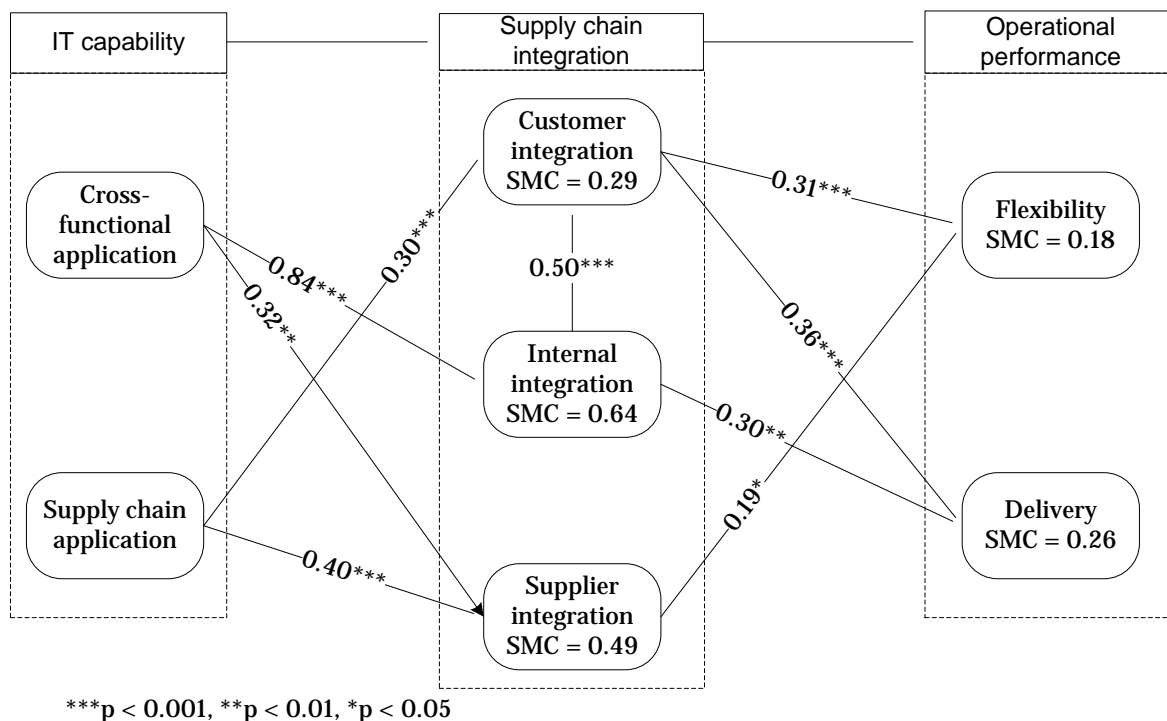 IT capability
Supply chain
integration
Operational
performance
Customer
integration
SMC = 0.29
Cross-
functional
application
0.31***
Flexibility
SMC = 0.18
0.30***
0.84***
0.32**
0.50***
0.36***
Internal
integration
SMC = 0.64
0.30**
0.19*
Supply chain
application
0.40***
Delivery
SMC = 0.26
Supplier
integration
SMC = 0.49
***p < 0.001, **p < 0.01, *p < 0.05